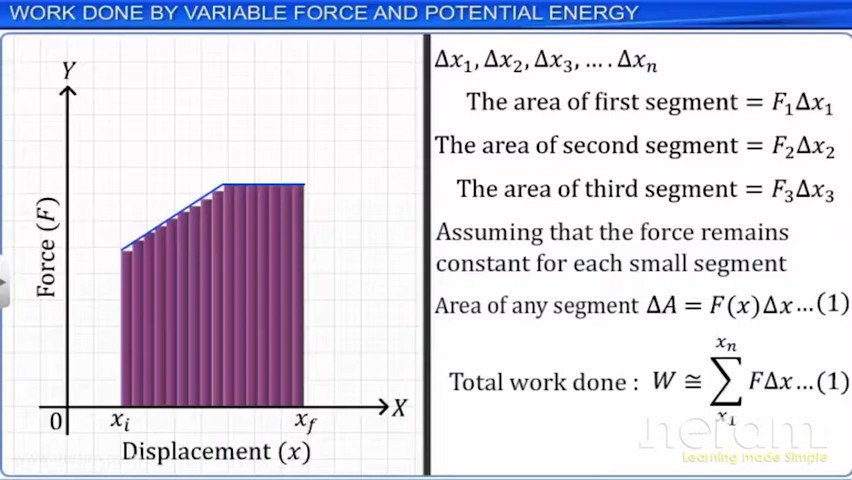 WORK DONE BY VARIABLE FORCE AND POTENTIAL ENERGY
Y
Force (F)
0
xᵢ
x_f
X
Displacement (x)
Δx₁, Δx₂, Δx₃, … . Δxₙ
The area of first segment = F₁Δx₁
The area of second segment = F₂Δx₂
The area of third segment = F₃Δx₃
Assuming that the force remains
constant for each small segment
Area of any segment ΔA = F(x)Δx…(1)
Total work done : W ≅ ∑_{x₁}^{xₙ} FΔx…(1)
Learning made Simple